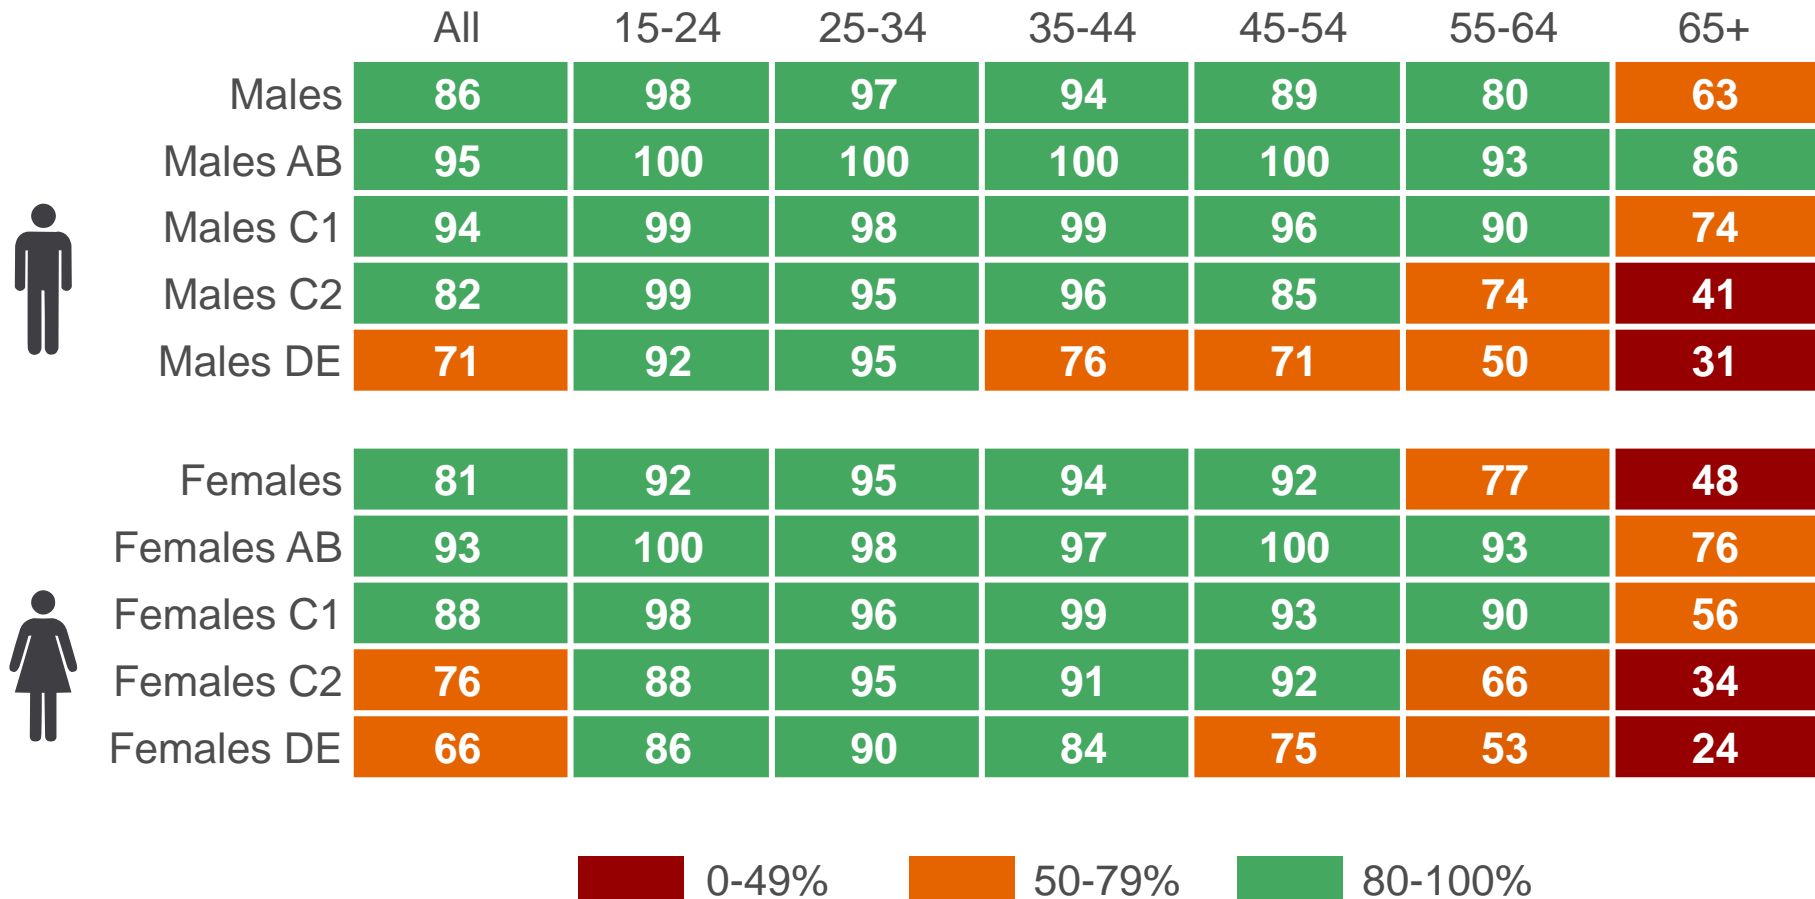 All 15-24 25-34 35-44 45-54 55-64 65+
Males 86 98 97 94 89 80 63
Males AB 95 100 100 100 100 93 86
Males C1 94 99 98 99 96 90 74
Males C2 82 99 95 96 85 74 41
Males DE 71 92 95 76 71 50 31
Females 81 92 95 94 92 77 48
Females AB 93 100 98 97 100 93 76
Females C1 88 98 96 99 93 90 56
Females C2 76 88 95 91 92 66 34
Females DE 66 86 90 84 75 53 24
0-49% 50-79% 80-100%